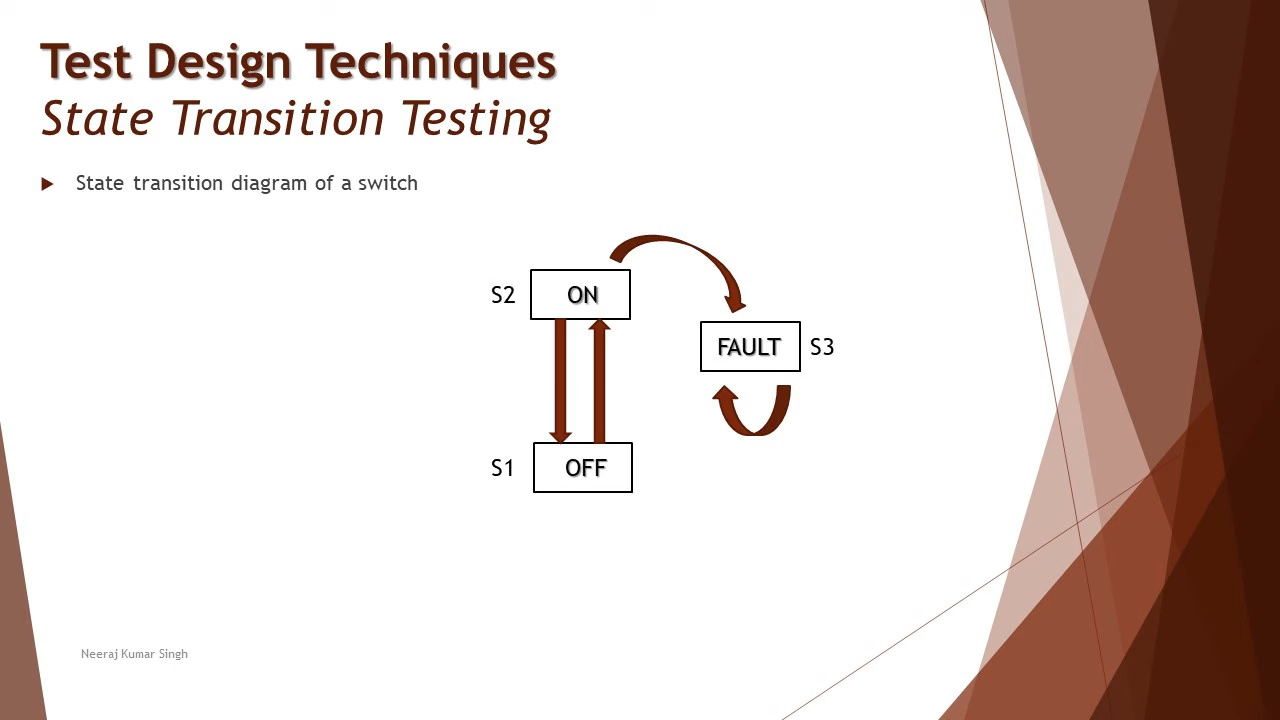 Test Design Techniques
State Transition Testing
State transition diagram of a switch
S2
ON
FAULT
S3
S1
OFF
Neeraj Kumar Singh